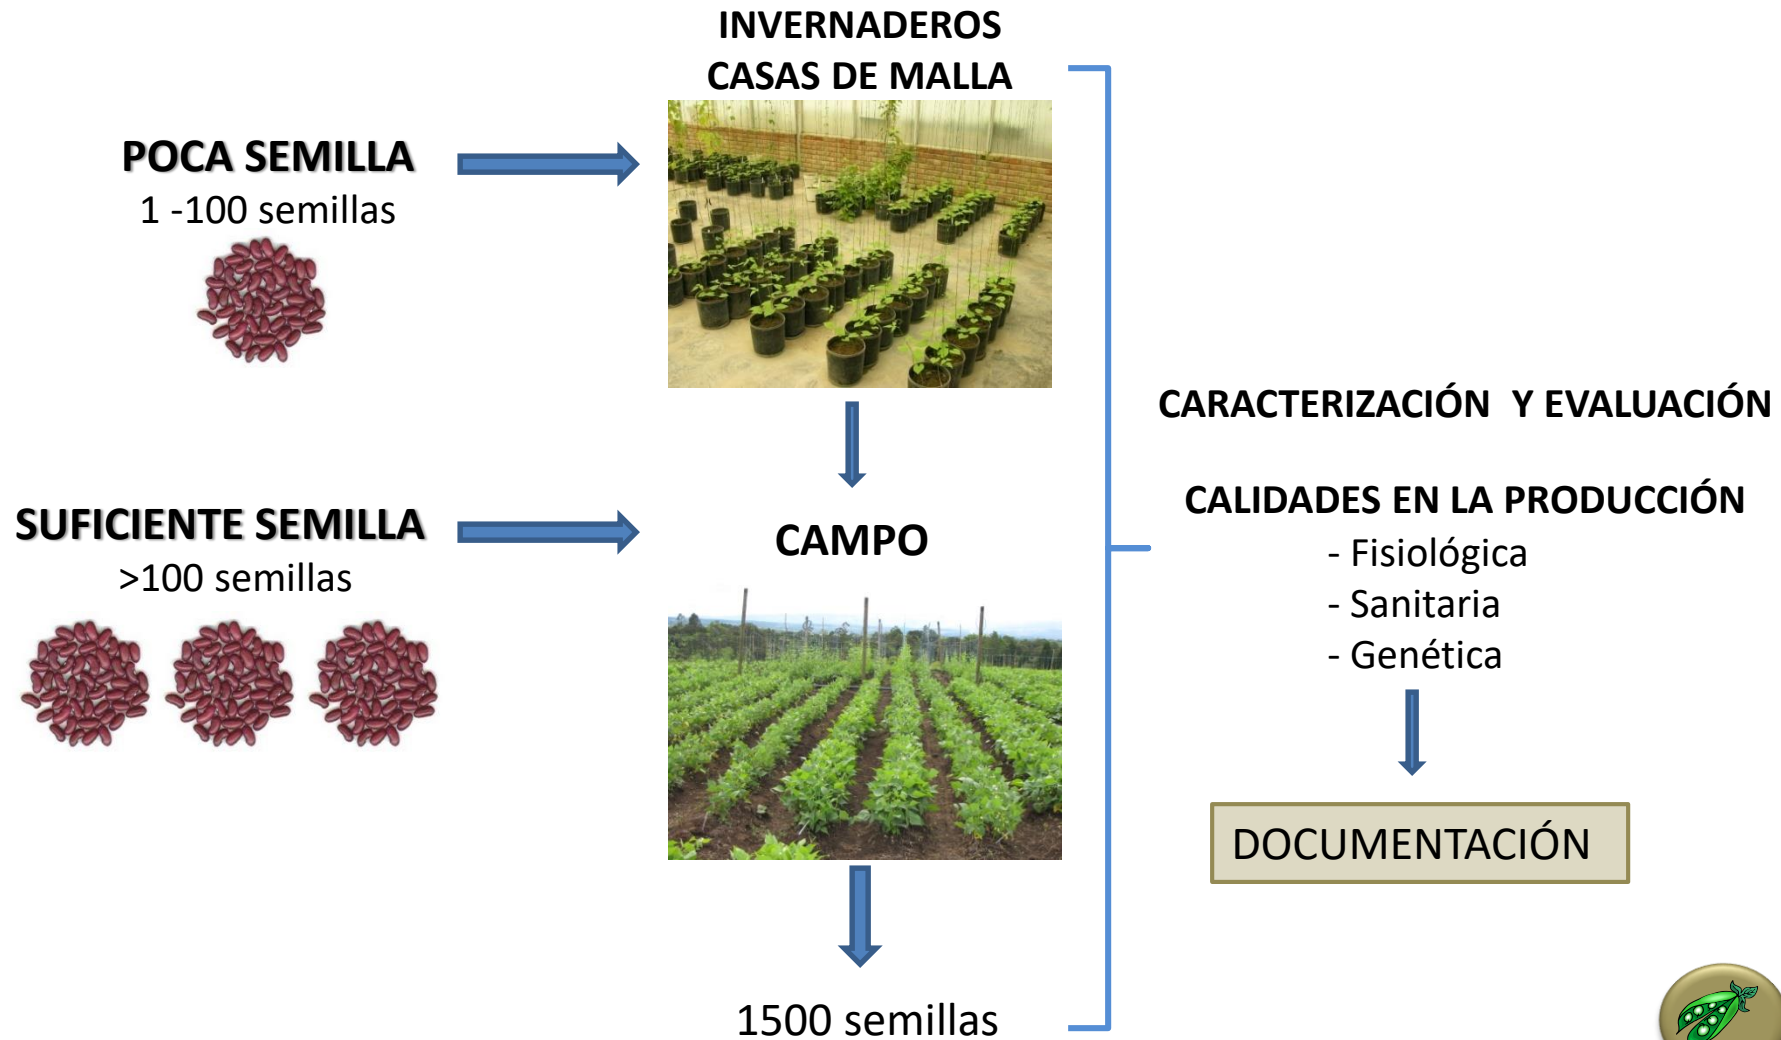 INVERNADEROS
CASAS DE MALLA
POCA SEMILLA
1 -100 semillas
SUFICIENTE SEMILLA
>100 semillas
CAMPO
1500 semillas
CARACTERIZACIÓN Y EVALUACIÓN
CALIDADES EN LA PRODUCCIÓN
- Fisiológica
- Sanitaria
- Genética
DOCUMENTACIÓN